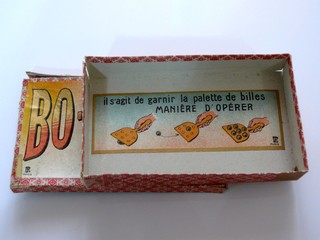 BO
il s'agit de garnir la palette de billes
MANIÈRE D'OPÉRER